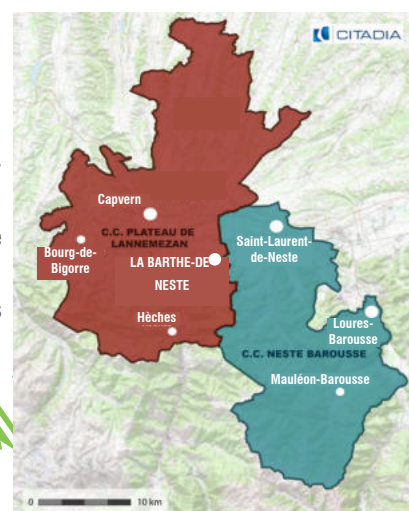 CITADIA
Capvern
C.C. PLATEAU DE
LANNEMEZAN
Bourg-de-
Bigorre
LA BARTHE-DE-
NESTE
Saint-Laurent-
de-Neste
Hèches
Loures-
Barousse
C.C. NESTE BAROUSSE
Mauléon-Barousse
0
10 km